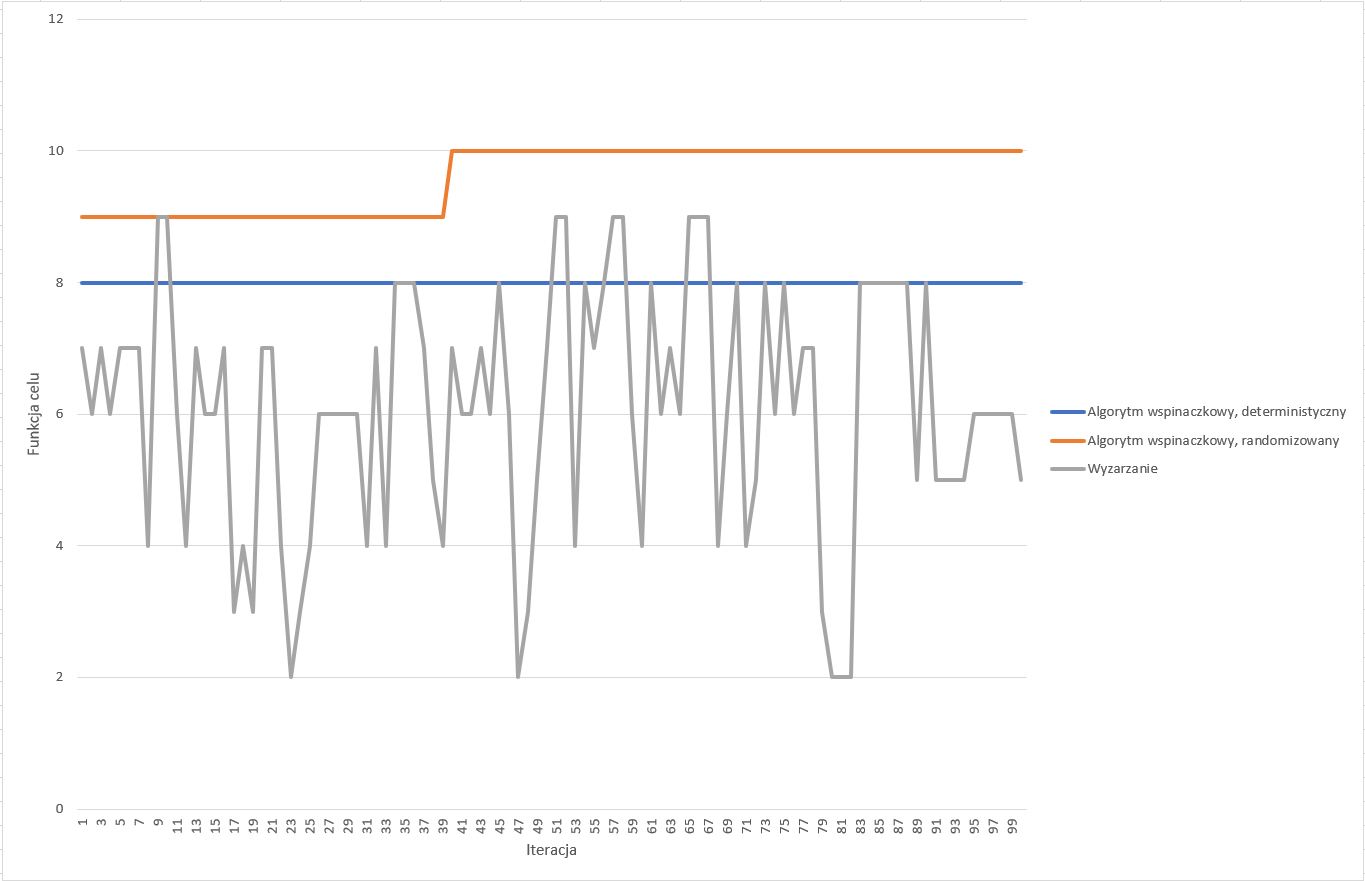 12
10
8
6
4
2
0
Funkcja celu
1 3 5 7 9 11 13 15 17 19 21 23 25 27 29 31 33 35 37 39 41 43 45 47 49 51 53 55 57 59 61 63 65 67 69 71 73 75 77 79 81 83 85 87 89 91 93 95 97 99
Iteracja
Algorytm wspinaczkowy, deterministyczny
Algorytm wspinaczkowy, randomizowany
Wyzarzanie